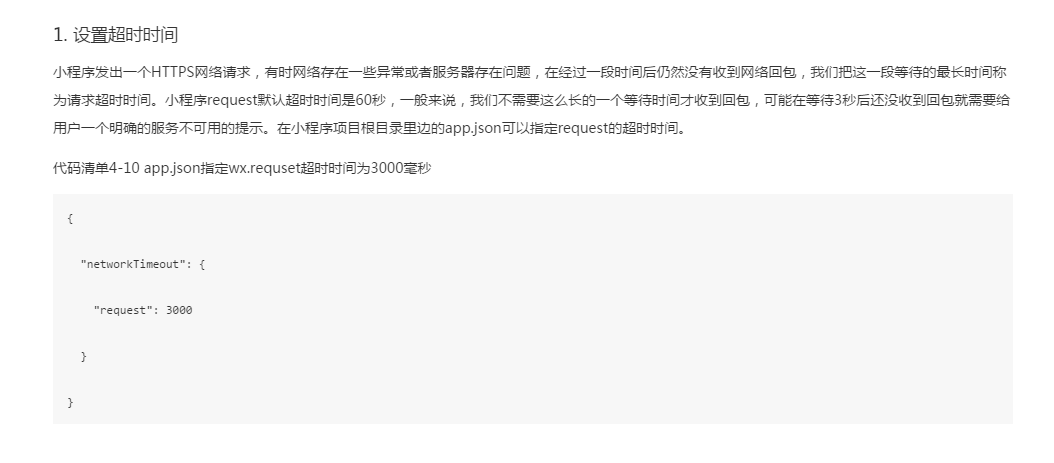 1. 设置超时时间
小程序发出一个HTTPS网络请求，有时网络存在一些异常或者服务器存在问题，在经过一段时间后仍然没有收到网络回包，我们把这一段等待的最长时间称
为请求超时时间。小程序request默认超时时间是60秒，一般来说，我们不需要这么长的一个等待时间才收到回包，可能在等待3秒后还没收到回包就需要给
用户一个明确的服务不可用的提示。在小程序项目根目录里边的app.json可以指定request的超时时间。
代码清单4-10 app.json指定wx.requset超时时间为3000毫秒
{
"networkTimeout": {
"request": 3000
}
}